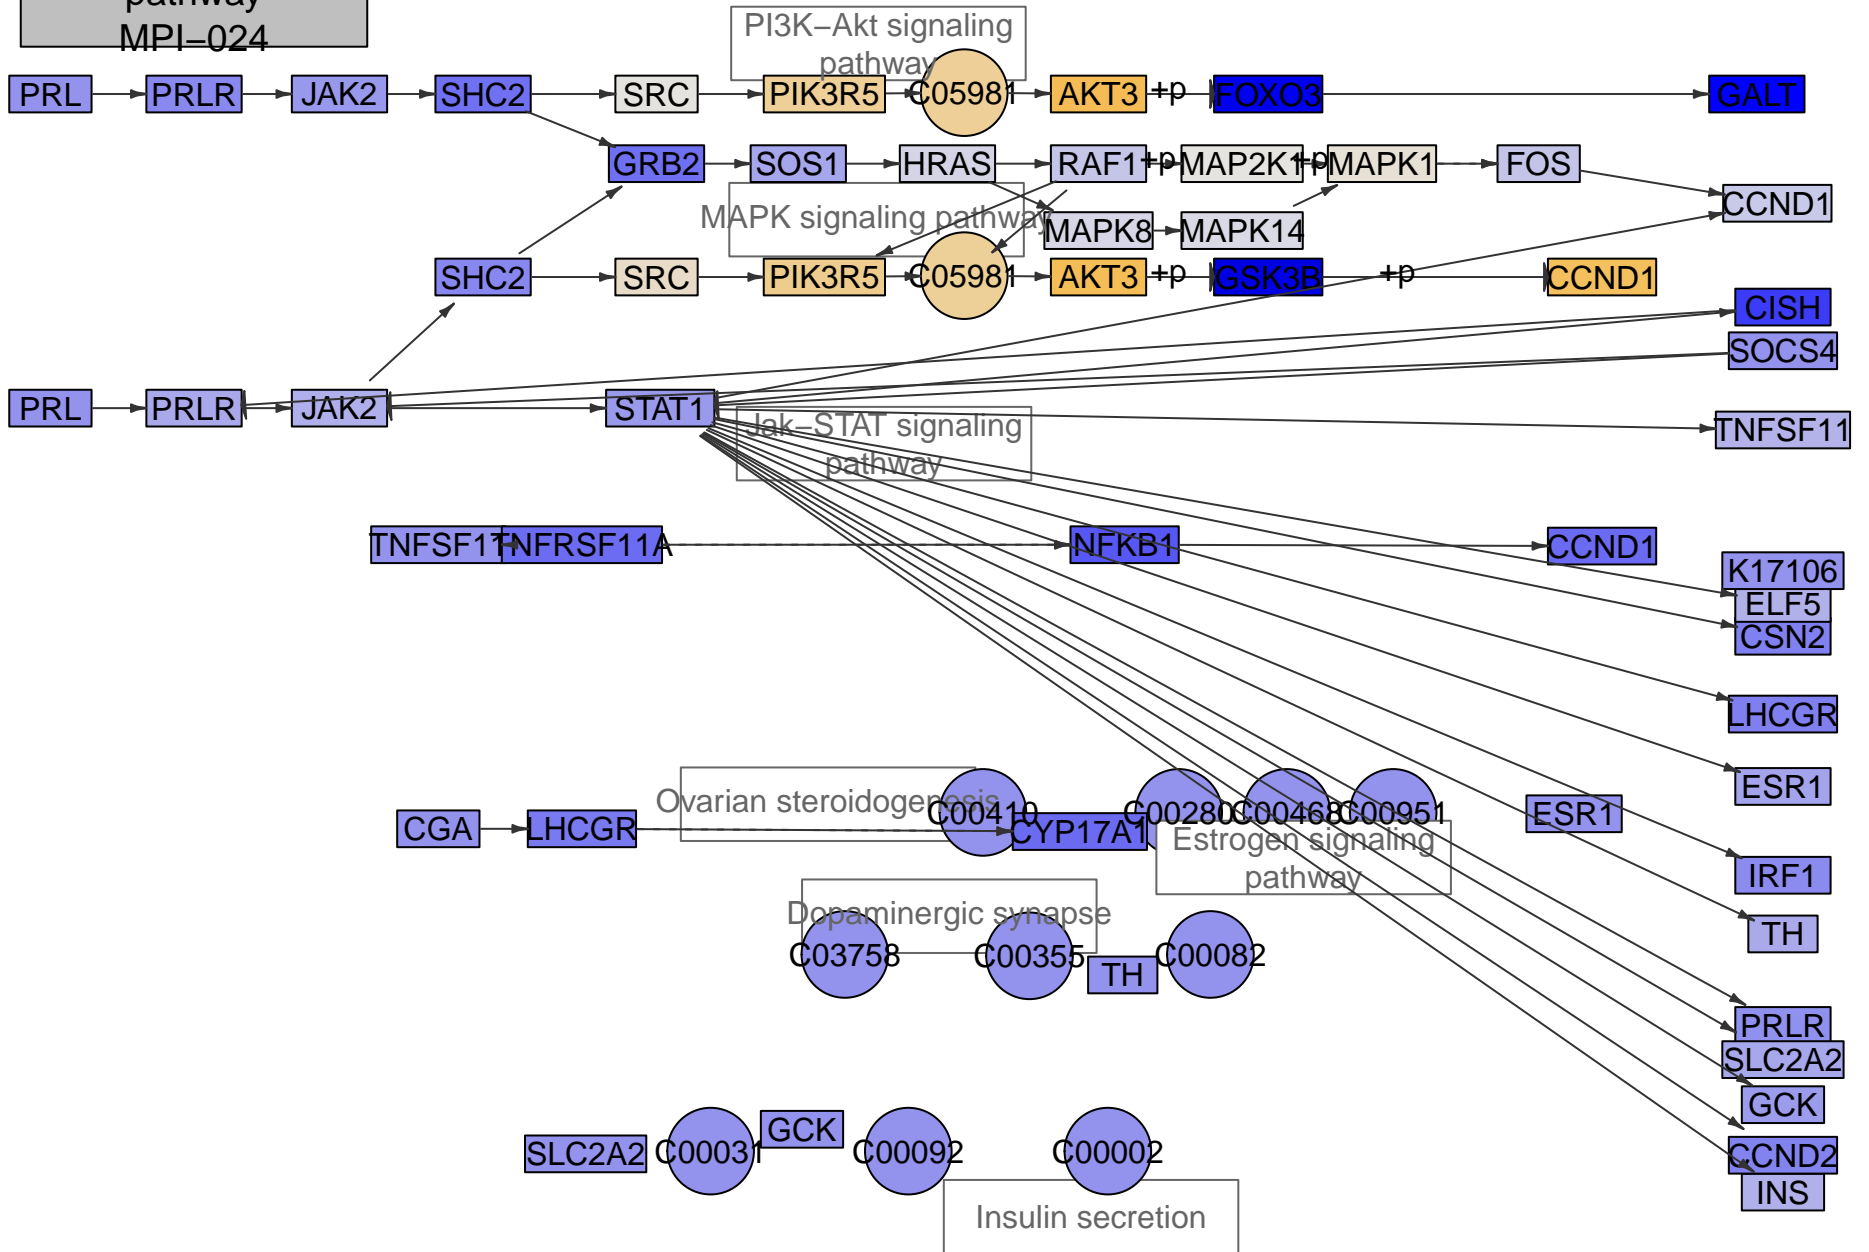 pathway
MPI−024
PI3K−Akt signaling
pathway
PRL PRLR JAK2 SHC2 SRC PIK3R5 C05981 AKT3 +p FOXO3 GALT
GRB2 SOS1 HRAS RAF1 +p MAP2K1 +p MAPK1 FOS
CCND1
MAPK signaling pathway
MAPK8 MAPK14
SHC2 SRC PIK3R5 C05981 AKT3 +p GSK3B +p CCND1
CISH
SOCS4
PRL PRLR JAK2 STAT1
Jak−STAT signaling
pathway
TNFSF11
TNFSF11 TNFRSF11A NFKB1 CCND1
K17106
ELF5
CSN2
LHCGR
ESR1
Ovarian steroidogenesis
C00410 C00280 C00468 C00951 ESR1
CGA LHCGR CYP17A1
Estrogen signaling
pathway
IRF1
Dopaminergic synapse
TH
C03758 C00355 TH C00082
PRLR
SLC2A2
GCK
SLC2A2 C00031 GCK C00092 C00002
CCND2
INS
Insulin secretion